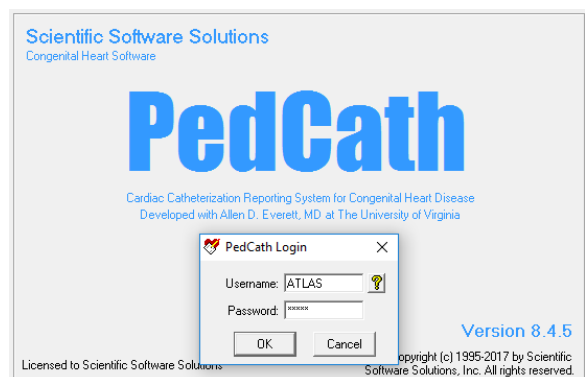 Scientific Software Solutions
Congenital Heart Software
PedCath
Cardiac Catheterization Reporting System for Congenital Heart Disease
Developed with Allen D. Everett, MD at The University of Virginia
PedCath Login
Username: ATLAS ?
Password: xxxxx
OK Cancel
Version 8.4.5
Licensed to Scientific Software Solutions
opyright (c) 1995-2017 by Scientific
Software Solutions, Inc. All rights reserved.